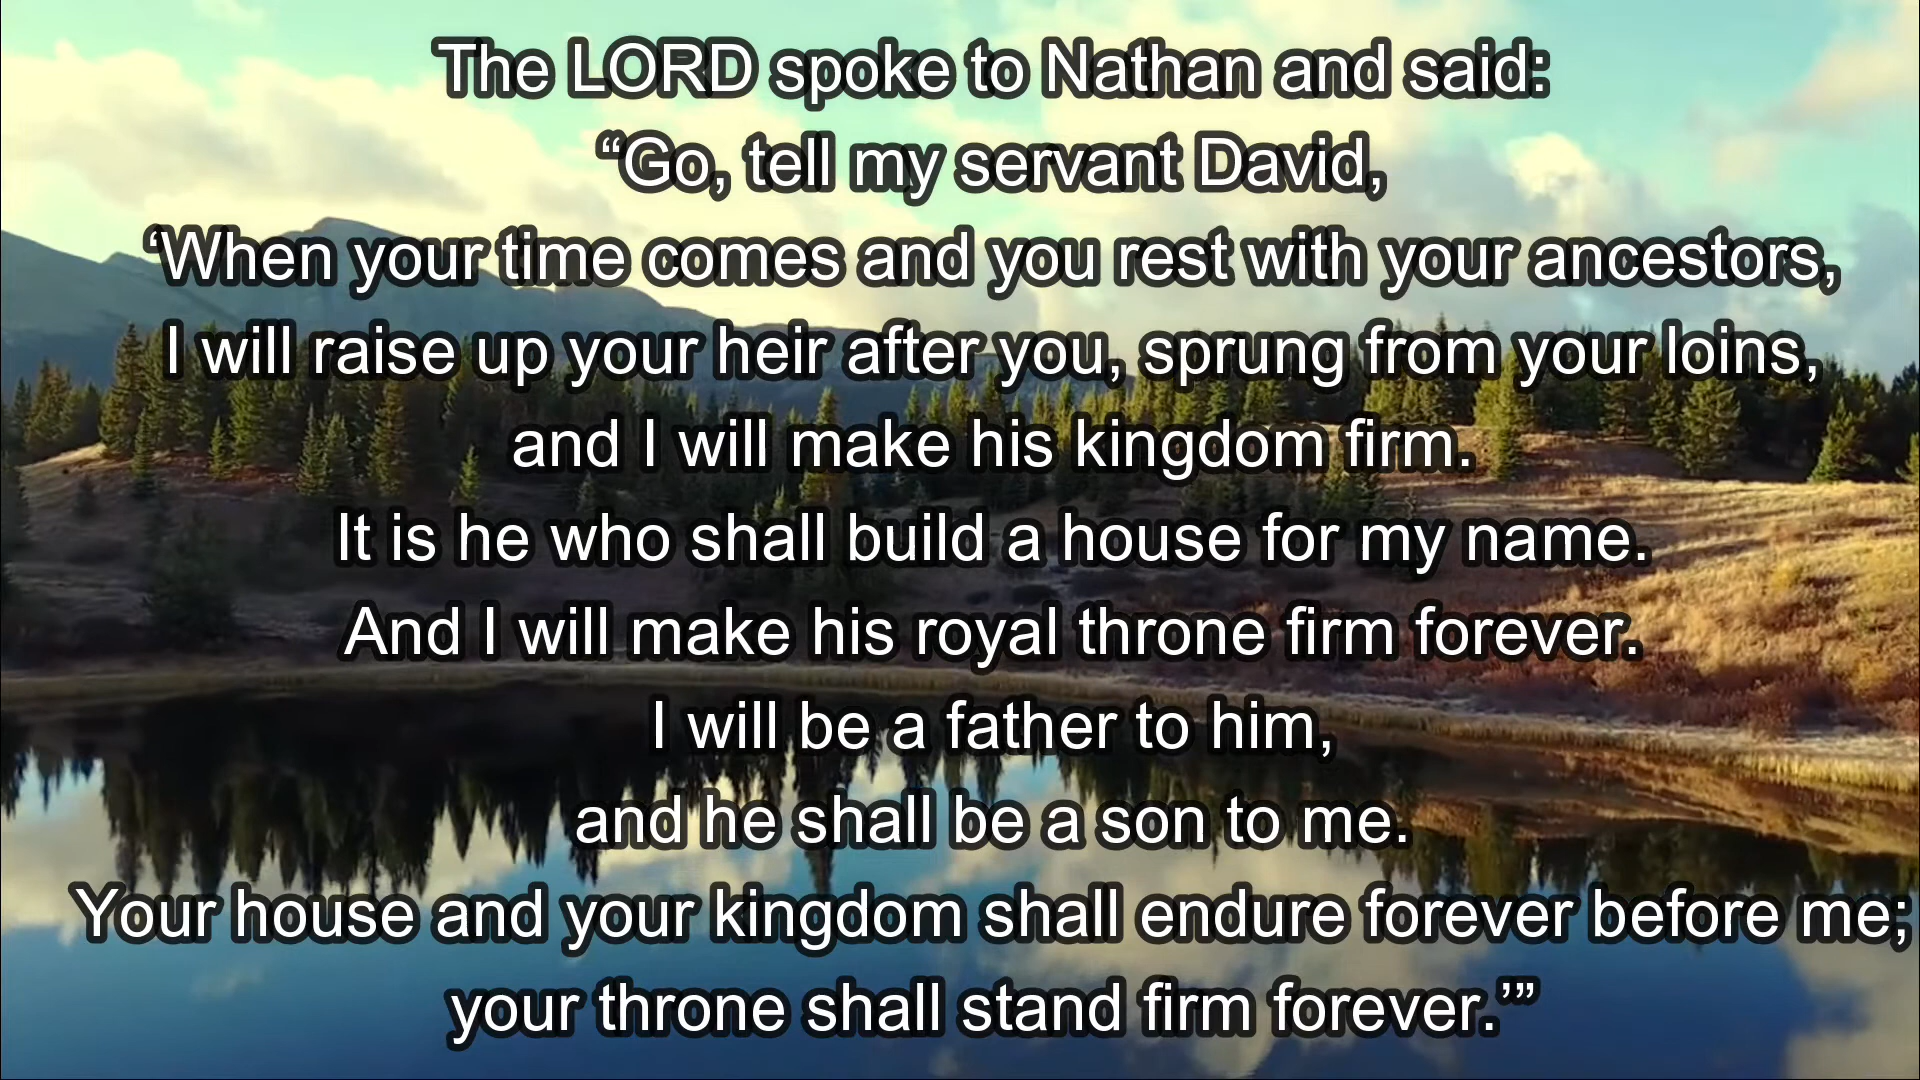 The LORD spoke to Nathan and said:
“Go, tell my servant David,
‘When your time comes and you rest with your ancestors,
I will raise up your heir after you, sprung from your loins,
and I will make his kingdom firm.
It is he who shall build a house for my name.
And I will make his royal throne firm forever.
I will be a father to him,
and he shall be a son to me.
Your house and your kingdom shall endure forever before me;
your throne shall stand firm forever.’”